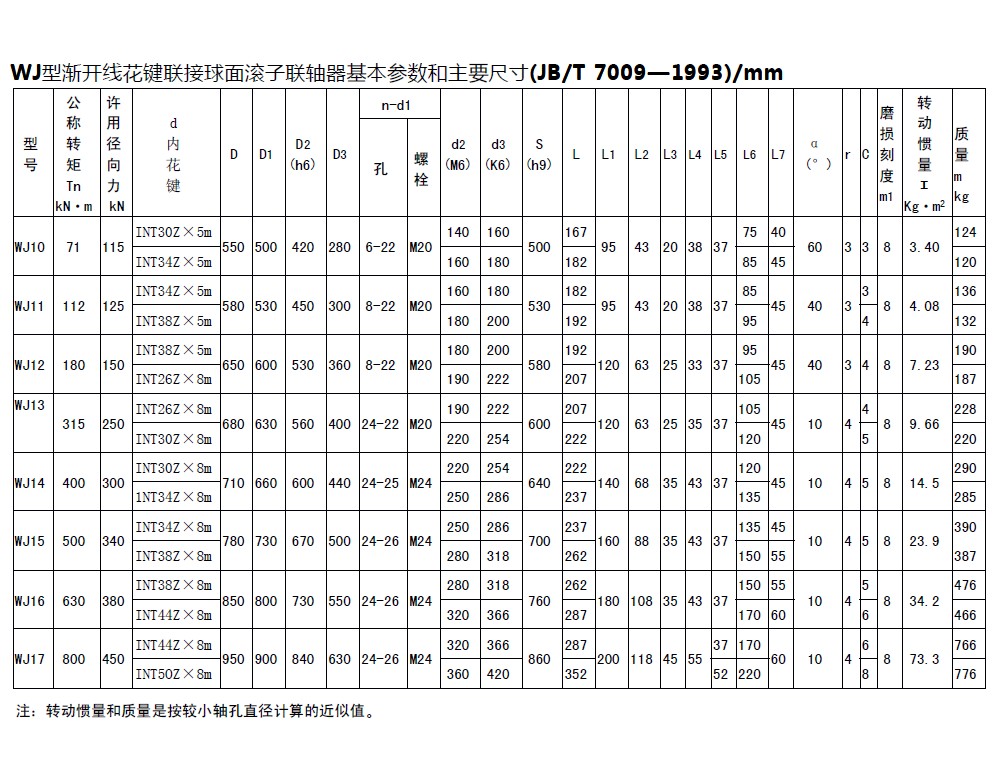 WJ型渐开线花键联接球面滚子联轴器基本参数和主要尺寸(JB/T 7009—1993)/mm
型号 公称转矩Tn kN·m 许用径向力 kN d内花键 D D1 D2 (h6) D3 n-d1 孔 螺栓 d2 (M6) d3 (K6) S (h9) L L1 L2 L3 L4 L5 L6 L7 α (°) r C 磨损刻度m1 转动惯量I Kg·m² 质量m kg
WJ10 71 115 INT30Z×5m 550 500 420 280 6-22 M20 140 160 500 167 95 43 20 38 37 75 40 60 3 3 8 3.40 124
INT34Z×5m 160 180 182 85 45 120
WJ11 112 125 INT34Z×5m 580 530 450 300 8-22 M20 160 180 530 182 95 43 20 38 37 85 45 40 3 3 8 4.08 136
INT38Z×5m 180 200 192 95 4 132
WJ12 180 150 INT38Z×5m 650 600 530 360 8-22 M20 180 200 580 192 120 63 25 33 37 95 45 40 3 4 8 7.23 190
INT26Z×8m 190 222 207 105 187
WJ13 315 250 INT26Z×8m 680 630 560 400 24-22 M20 190 222 600 207 120 63 25 35 37 105 45 10 4 4 8 9.66 228
INT30Z×8m 220 254 222 120 5 220
WJ14 400 300 INT30Z×8m 710 660 600 440 24-25 M24 220 254 640 222 140 68 35 43 37 120 45 10 4 5 8 14.5 290
1NT34Z×8m 250 286 237 135 285
WJ15 500 340 INT34Z×8m 780 730 670 500 24-26 M24 250 286 700 237 160 88 35 43 37 135 45 10 4 5 8 23.9 390
INT38Z×8m 280 318 262 150 55 387
WJ16 630 380 INT38Z×8m 850 800 730 550 24-26 M24 280 318 760 262 180 108 35 43 37 150 55 10 4 5 8 34.2 476
INT44Z×8m 320 366 287 170 60 6 466
WJ17 800 450 INT44Z×8m 950 900 840 630 24-26 M24 320 366 860 287 200 118 45 55 37 170 60 10 4 6 8 73.3 766
INT50Z×8m 360 420 352 52 220 8 776
注：转动惯量和质量是按较小轴孔直径计算的近似值。